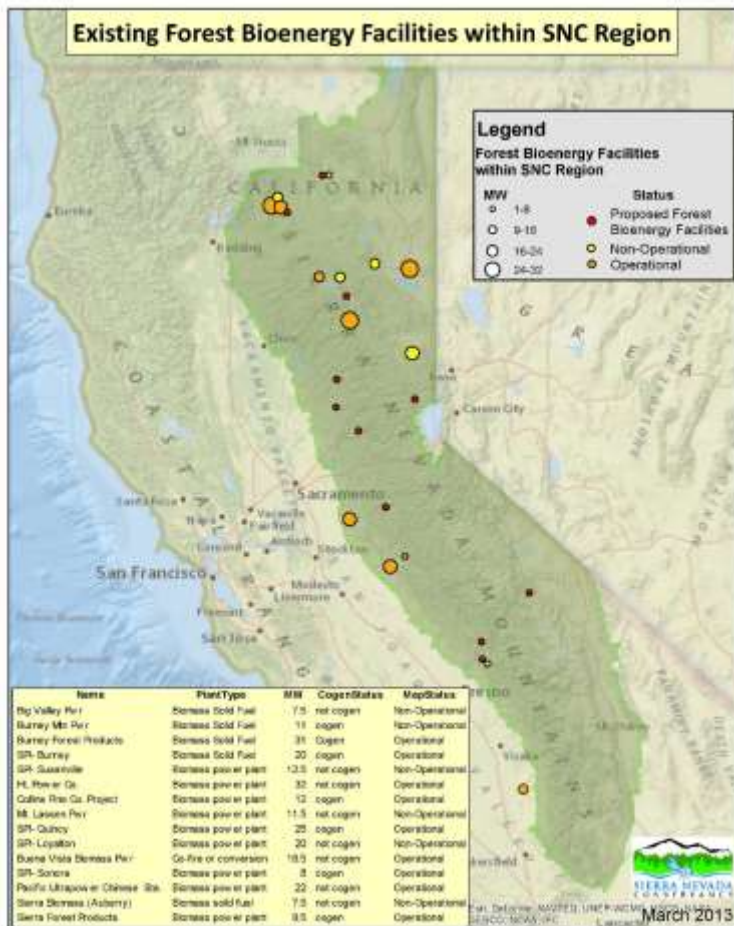 Existing Forest Bioenergy Facilities within SNC Region
Legend
Forest Bioenergy Facilities
within SNC Region
MW Status
1-8 Proposed Forest
Bioenergy Facilities
16-24 Non-Operational
24-32 Operational
CALIFORNIA
Eureka
Redding
Chico
Carson City
Sacramento
Santa Rosa
Napa
Vacaville
Fairfield
Concord
Antioch
Stockton
San Francisco
Modesto
Livermore
Fremont
San Jose
Visalia
Name PlantType MW CogenStatus MapStatus
Big Valley Pwr Biomass Solid Fuel 7.5 not cogen Non-Operational
Burney Mtn Pwr Biomass Solid Fuel 11 cogen Non-Operational
Burney Forest Products Biomass Solid Fuel 31 Cogen Operational
SPI- Burney Biomass Solid Fuel 20 cogen Operational
SPI- Susanville Biomass power plant 12.5 not cogen Non-Operational
HL Power Co. Biomass power plant 32 not cogen Operational
Collins Pine Co. Project Biomass power plant 12 cogen Operational
Mt. Lassen Pwr Biomass power plant 11.5 not cogen Non-Operational
SPI- Quincy Biomass power plant 25 cogen Operational
SPI- Loyalton Biomass power plant 20 not cogen Non-Operational
Buena Vista Biomass Pwr Co-fire or conversion 18.5 not cogen Operational
SPI- Sonora Biomass power plant 8 cogen Operational
Pacific Ultrapower Chinese Sta. Biomass power plant 22 not cogen Operational
Sierra Biomass (Auberry) Biomass solid fuel 7.5 not cogen Non-Operational
Sierra Forest Products Biomass power plant 9.5 cogen Operational
SIERRA NEVADA
CONSERVANCY
March 2013